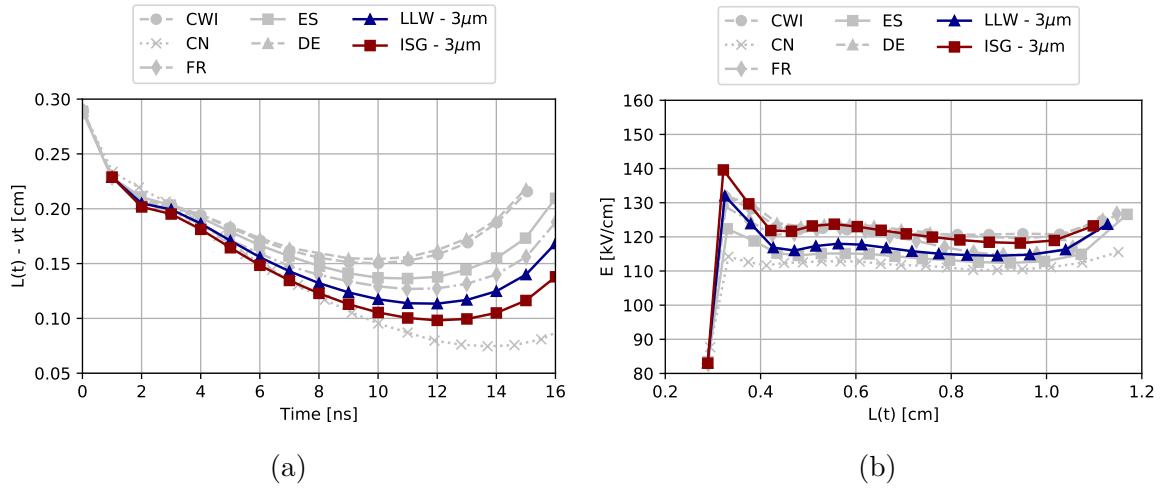 CWI ES LLW - 3μm
CN DE ISG - 3μm
FR
0.30
0.25
0.20
0.15
0.10
0.05
L(t) - νt [cm]
0 2 4 6 8 10 12 14 16
Time [ns]
(a)
CWI ES LLW - 3μm
CN DE ISG - 3μm
FR
160
150
140
130
120
110
100
90
80
E [kV/cm]
0.2 0.4 0.6 0.8 1.0 1.2
L(t) [cm]
(b)